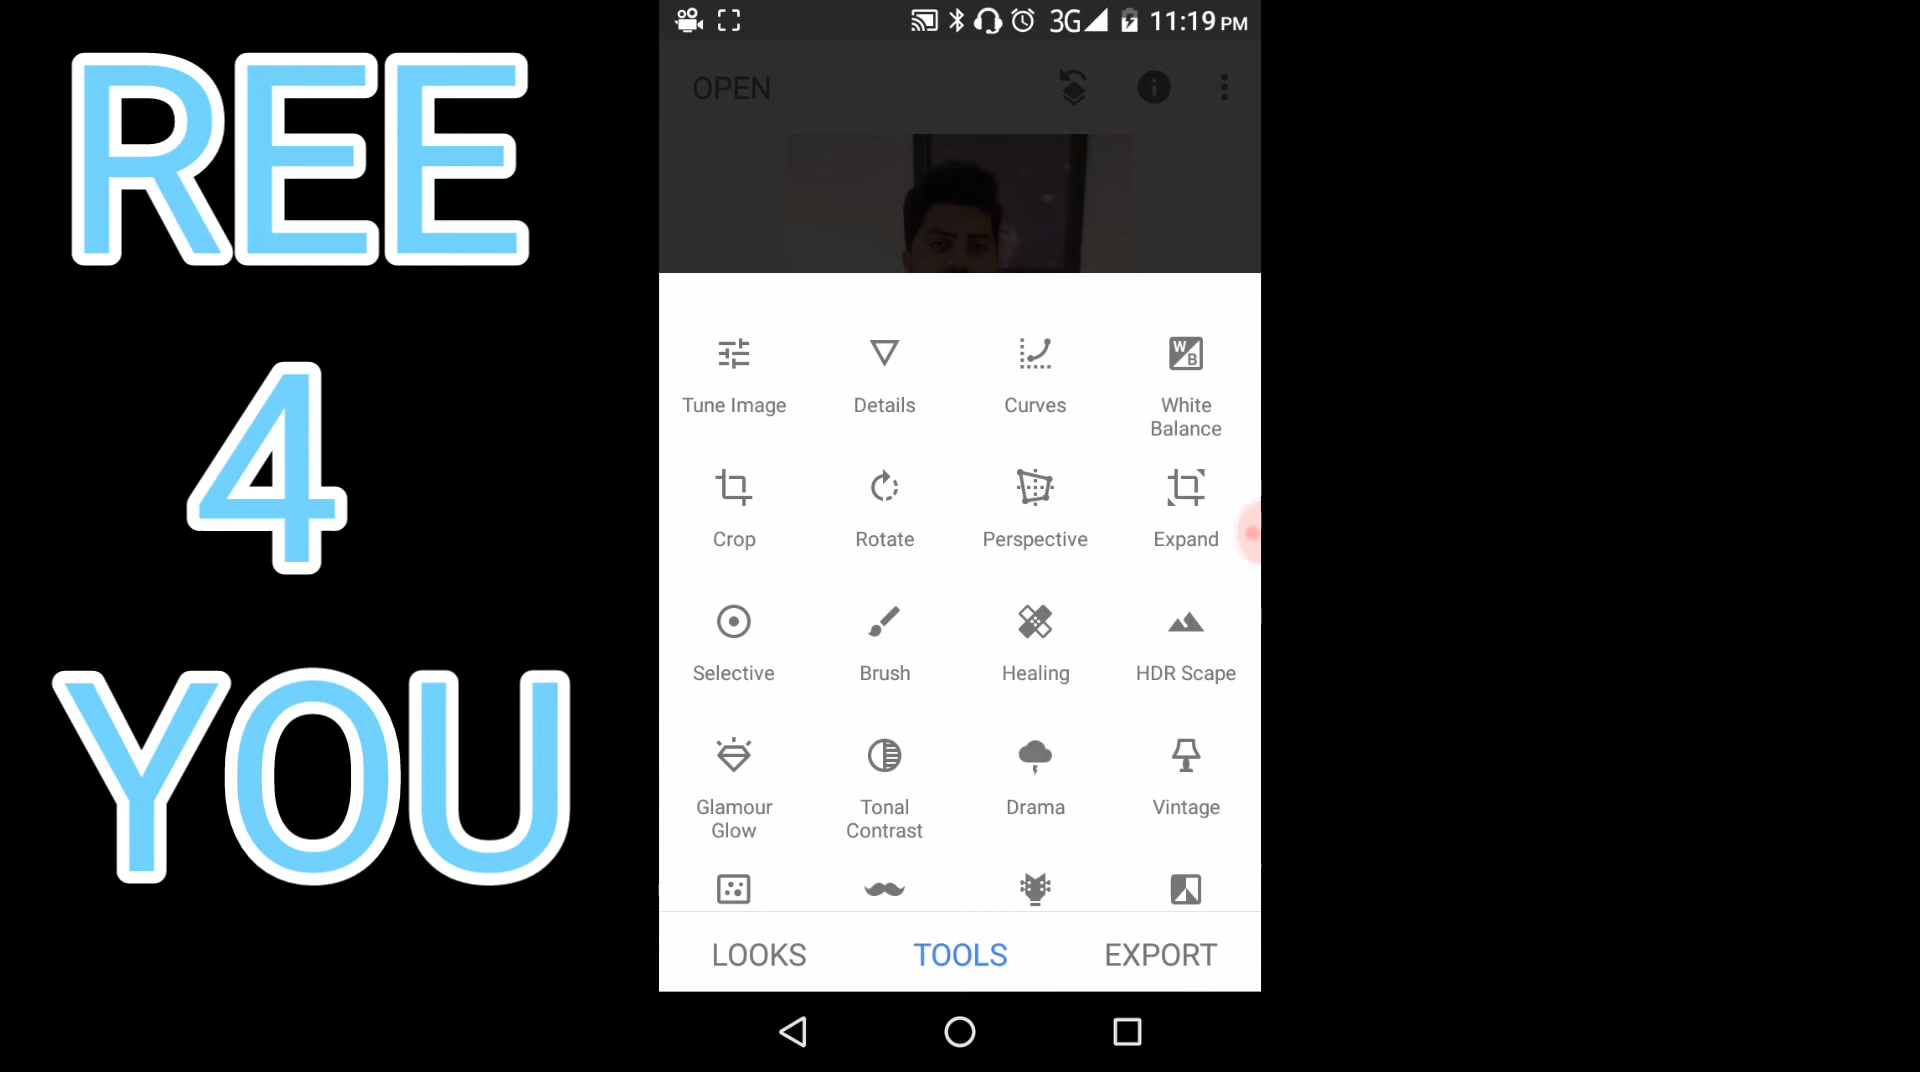 REE
4
YOU
3G 11:19 PM
OPEN
Tune Image Details Curves White Balance
Crop Rotate Perspective Expand
Selective Brush Healing HDR Scape
Glamour Glow Tonal Contrast Drama Vintage
LOOKS TOOLS EXPORT